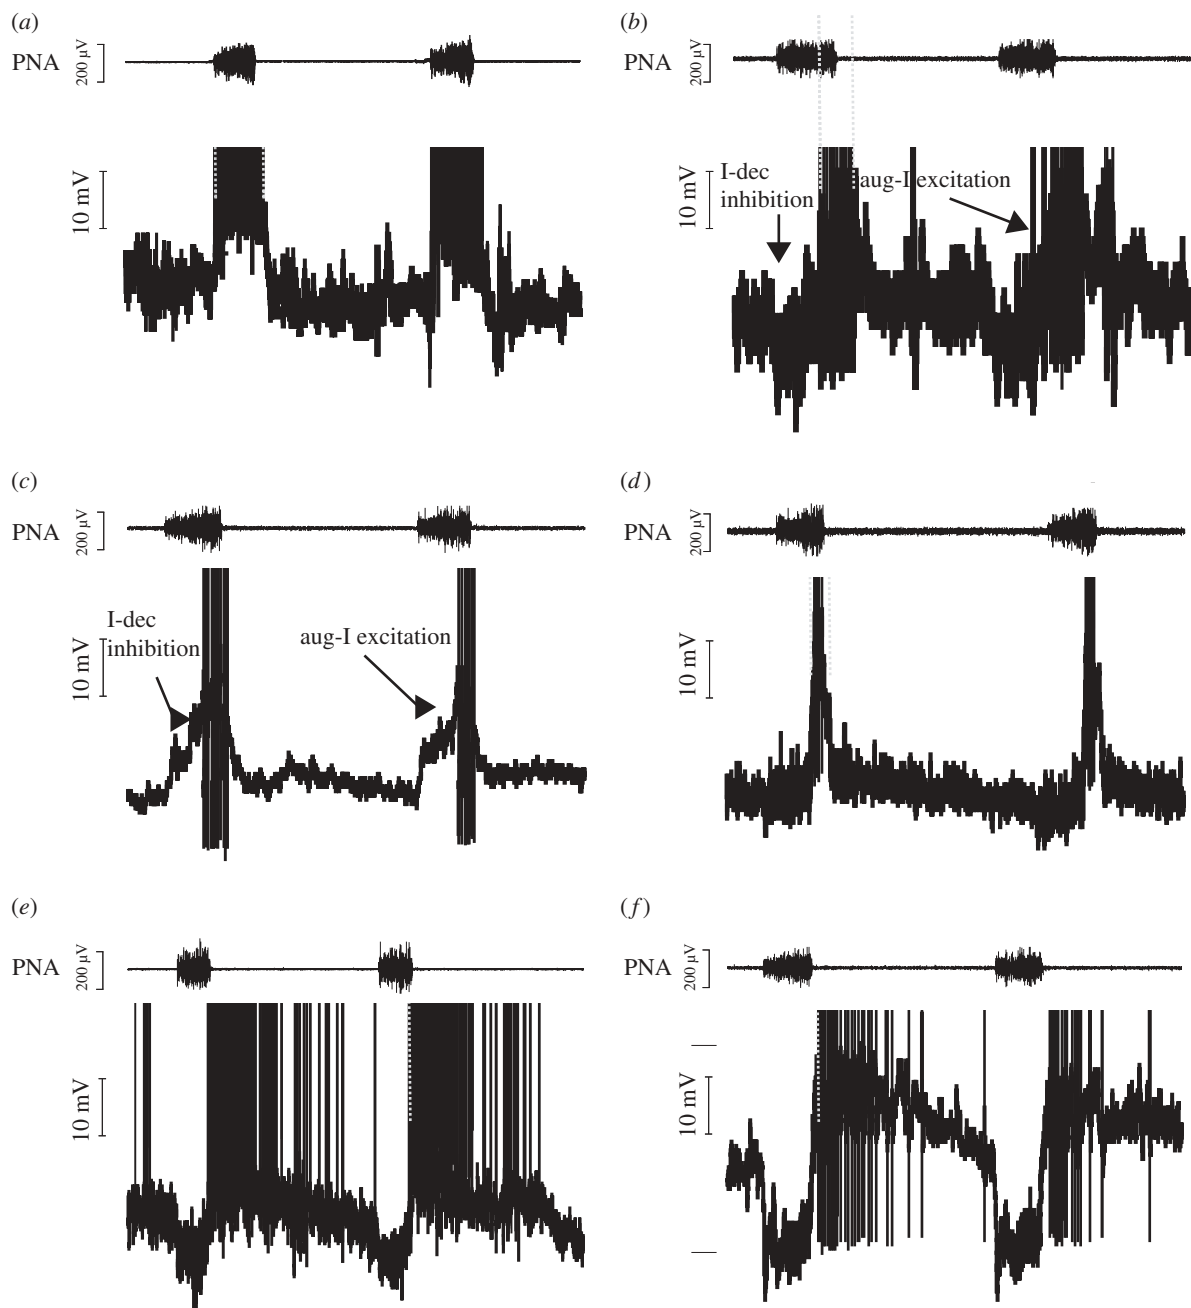 (a)
PNA
200 µV
10 mV
(b)
PNA
200 µV
10 mV
I-dec
inhibition
aug-I excitation
(c)
PNA
200 µV
10 mV
I-dec
inhibition
aug-I excitation
(d)
PNA
200 µV
10 mV
(e)
PNA
200 µV
10 mV
(f)
PNA
200 µV
10 mV